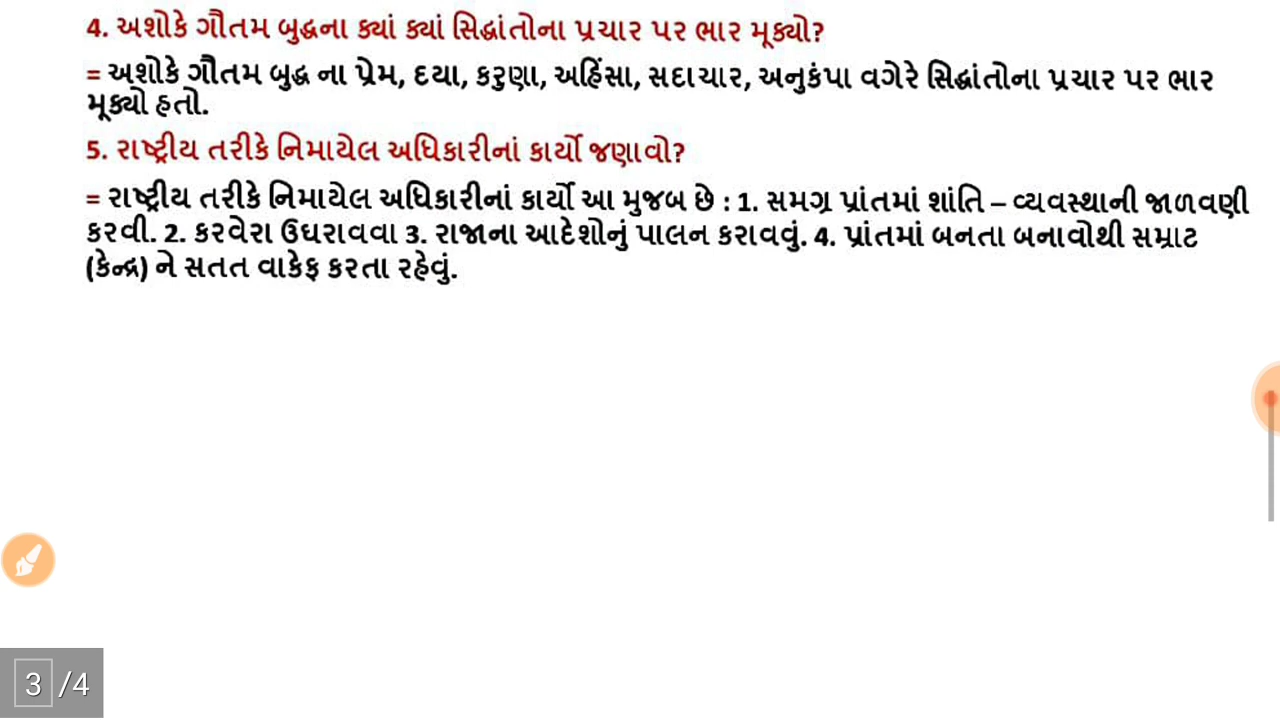 4. અશોકે ગૌતમ બુદ્ધના ક્યાં ક્યાં સિદ્ધાંતોના પ્રચાર પર ભાર મૂક્યો?
= અશોકે ગૌતમ બુદ્ધ ના પ્રેમ, દયા, કરુણા, અહિંસા, સદાચાર, અનુકંપા વગેરે સિદ્ધાંતોના પ્રચાર પર ભાર
મૂક્યો હતો.
5. રાષ્ટ્રીય તરીકે નિમાયેલ અધિકારીનાં કાર્યો જણાવો?
= રાષ્ટ્રીય તરીકે નિમાયેલ અધિકારીનાં કાર્યો આ મુજબ છે : 1. સમગ્ર પ્રાંતમાં શાંતિ – વ્યવસ્થાની જાળવણી
કરવી. 2. કરવેરા ઉઘરાવવા 3. રાજાના આદેશોનું પાલન કરાવવું. 4. પ્રાંતમાં બનતા બનાવોથી સમ્રાટ
(કેન્દ્ર) ને સતત વાકેફ કરતા રહેવું.
3 /4